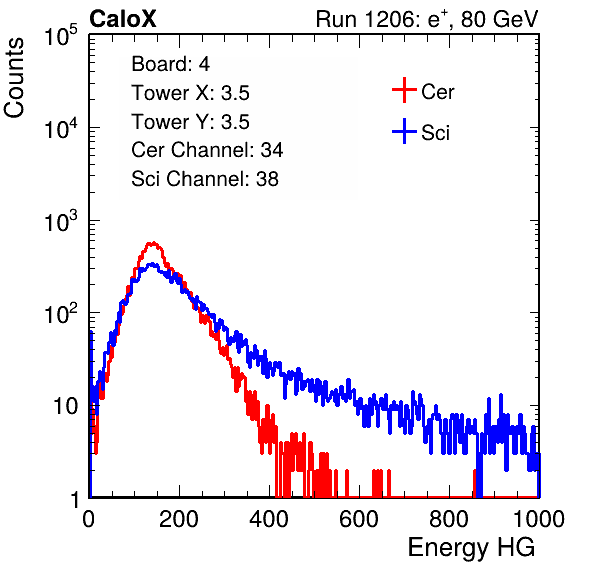 CaloX Run 1206: e+, 80 GeV
Counts
Board: 4
Tower X: 3.5
Tower Y: 3.5
Cer Channel: 34
Sci Channel: 38
Cer
Sci
10^5
10^4
10^3
10^2
10
1
0 200 400 600 800 1000
Energy HG